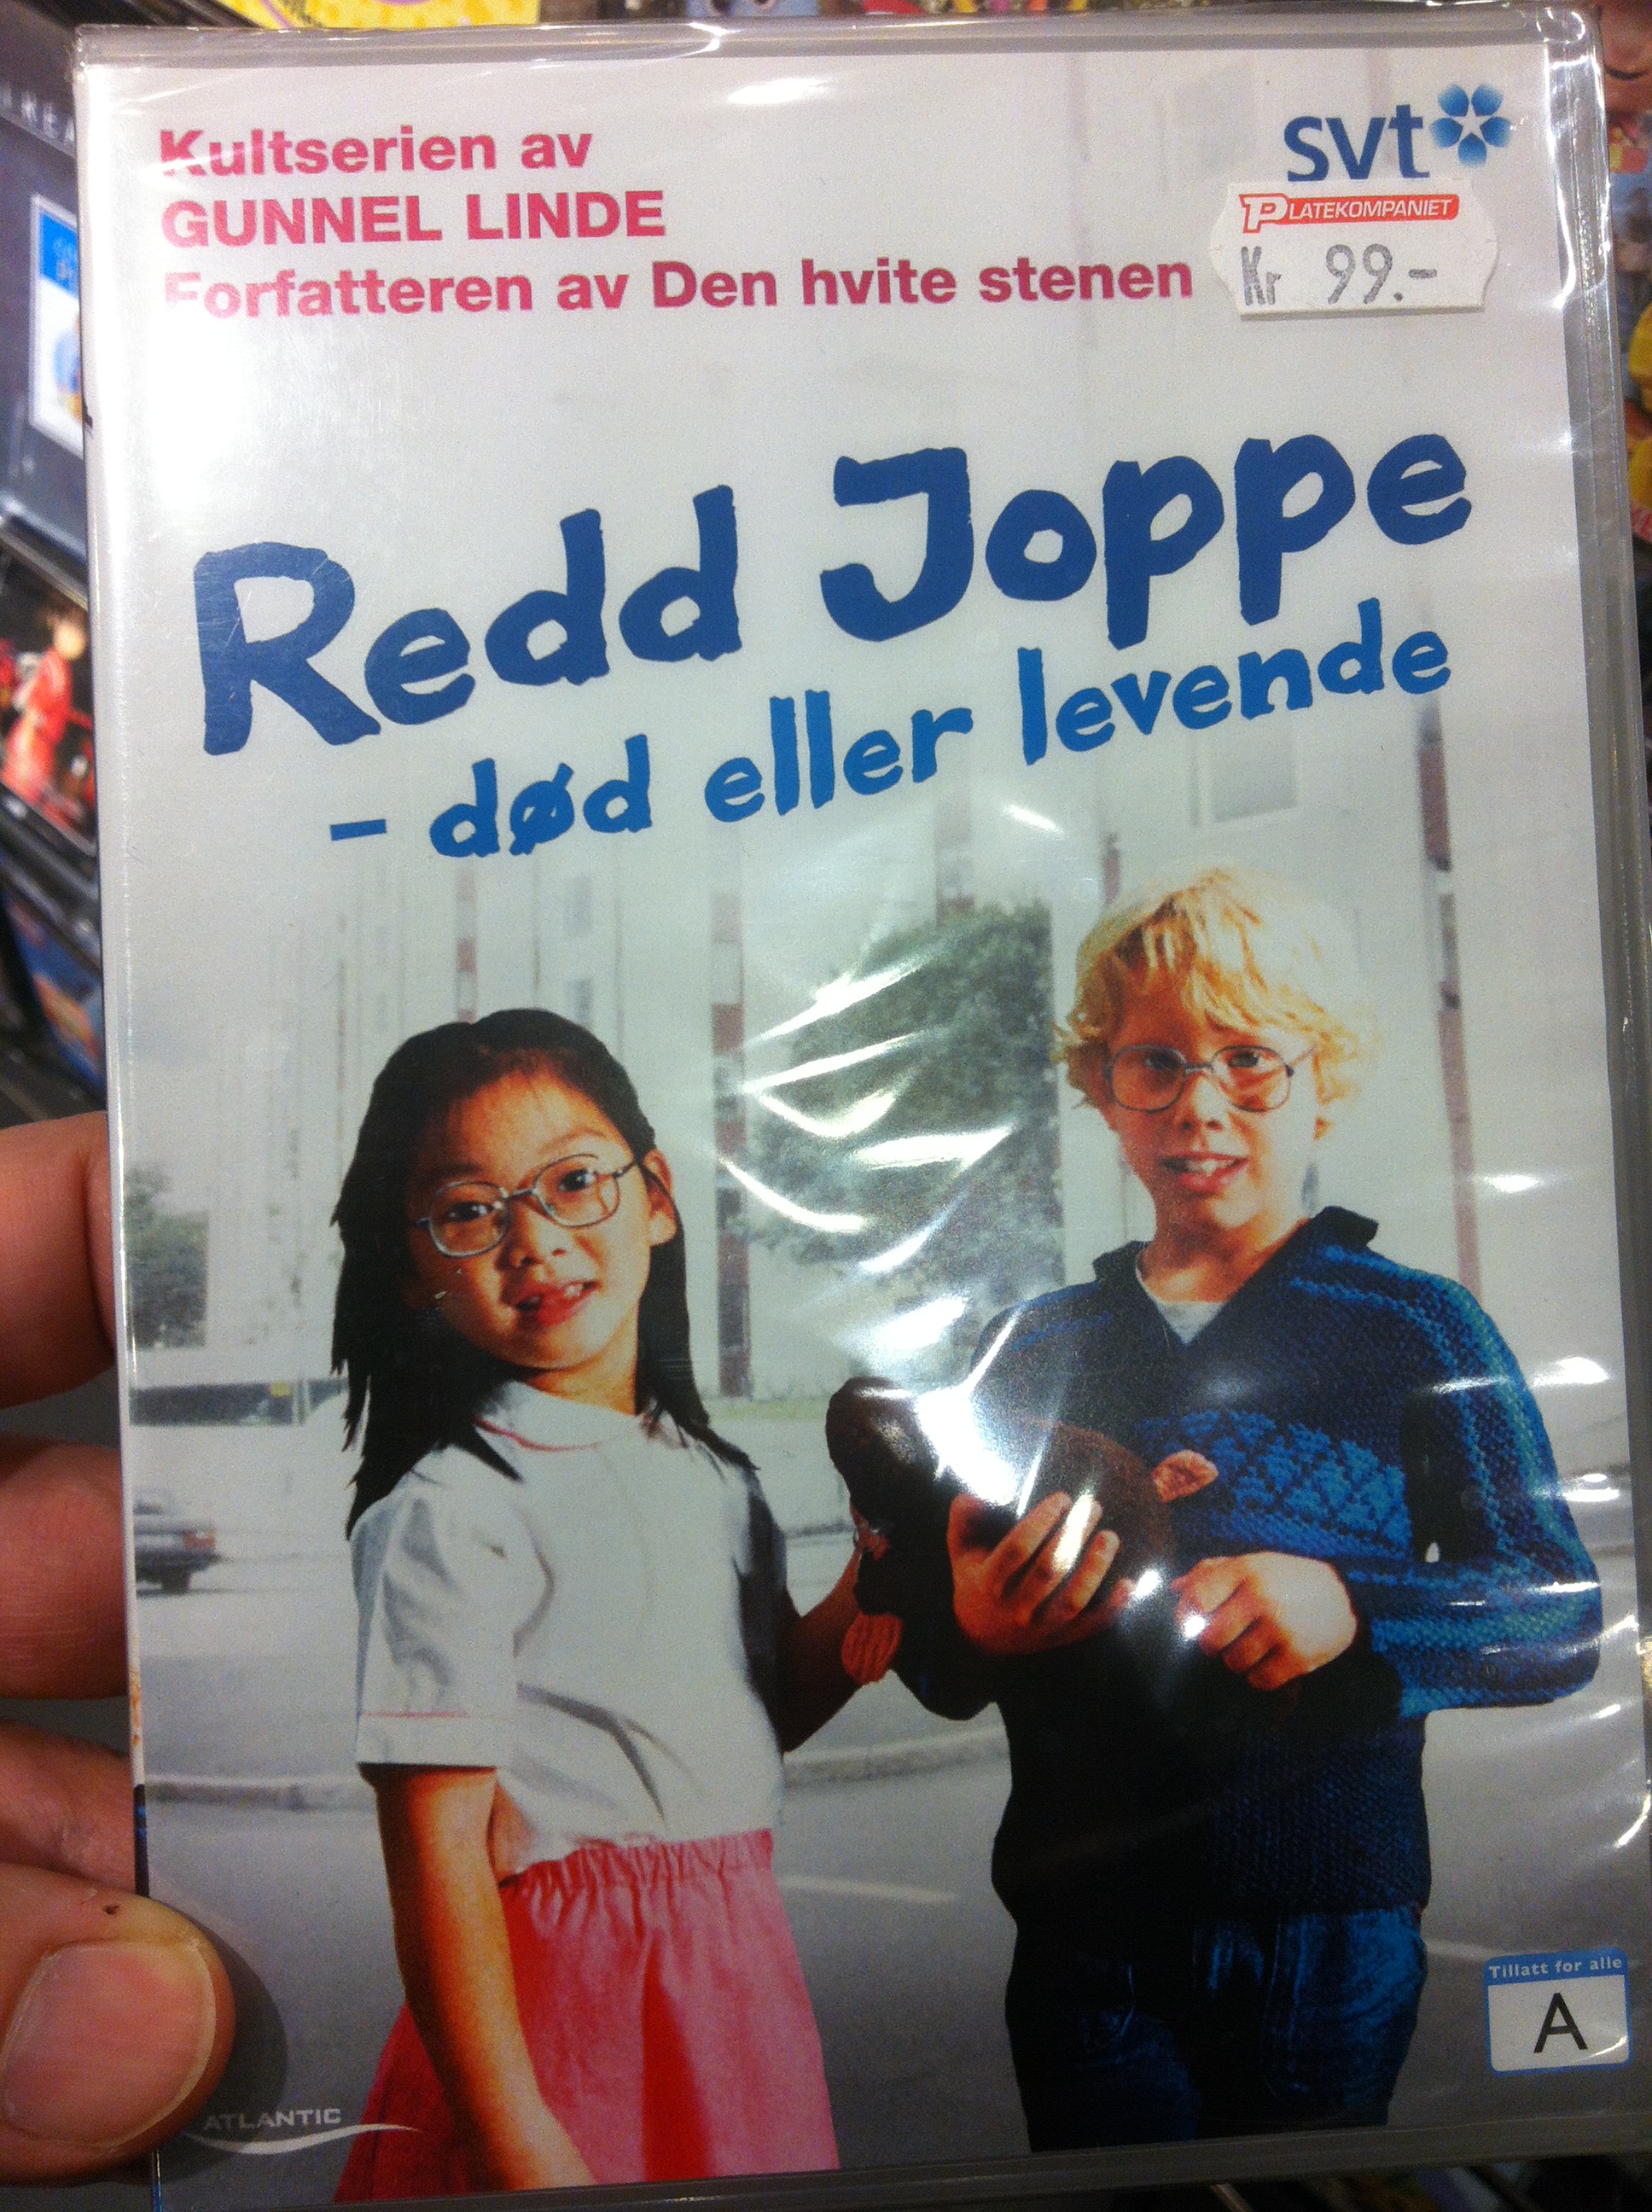 Kultserien av
GUNNEL LINDE
Forfatteren av Den hvite stenen
svt
PLATEKOMPANIET
Kr 99.-
Redd Joppe
- død eller levende
Tillatt for alle
A
ATLANTIC